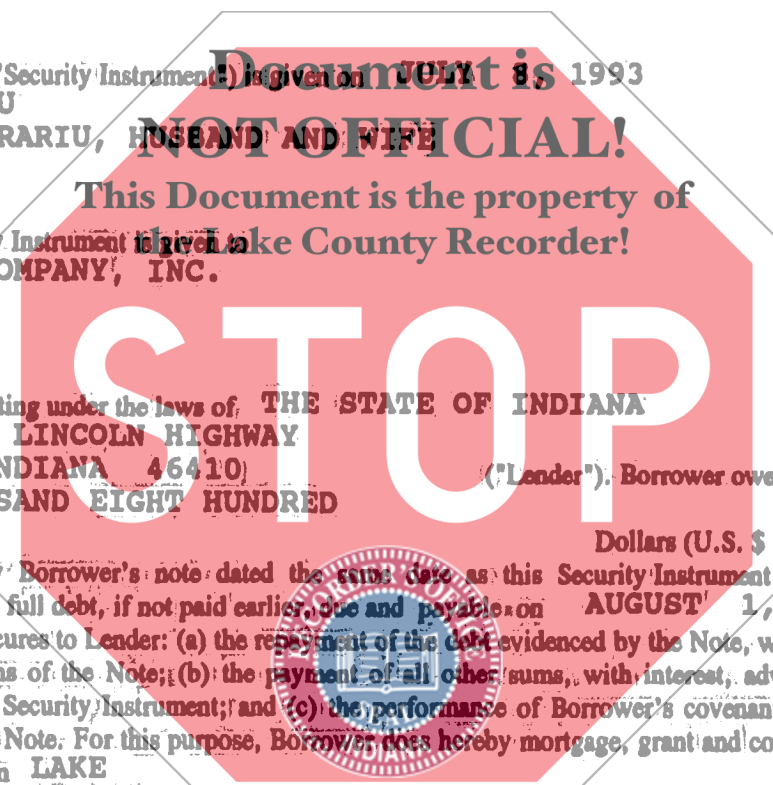 Document is
"Security Instrument") is given on JULY 8, 1993
U
NOT OFFICIAL!
RARIU, HUSBAND AND WIFE
This Document is the property of
the Lake County Recorder!
y Instrument is given to
OMPANY, INC.
STOP
ting under the laws of THE STATE OF INDIANA
LINCOLN HIGHWAY
NDIANA 46410 ("Lender"). Borrower owe
SAND EIGHT HUNDRED
Dollars (U.S. $
y Borrower's note dated the same date as this Security Instrument
full debt, if not paid earlier, due and payable on AUGUST 1,
cures to Lender: (a) the repayment of the debt evidenced by the Note, w
ns of the Note; (b) the payment of all other sums, with interest, adv
Security Instrument; and (c) the performance of Borrower's covenan
Note. For this purpose, Borrower does hereby mortgage, grant and co
n LAKE
RECORDER'S OFFICE
INDIANA